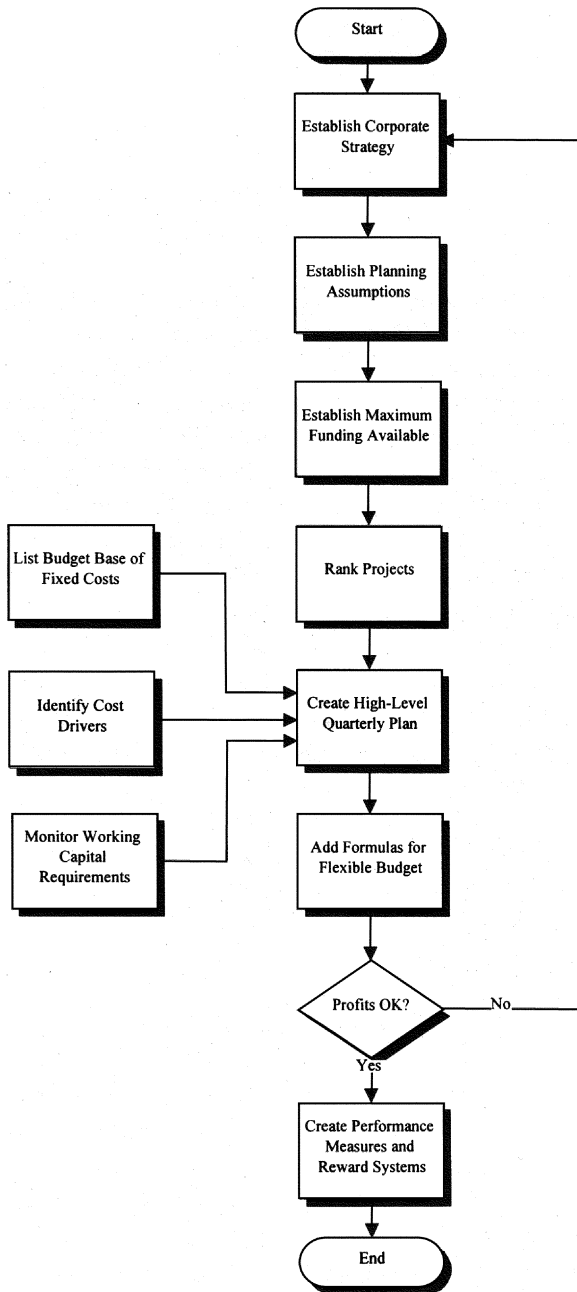 Start
Establish Corporate
Strategy
Establish Planning
Assumptions
Establish Maximum
Funding Available
List Budget Base of
Fixed Costs
Rank Projects
Identify Cost
Drivers
Create High-Level
Quarterly Plan
Monitor Working
Capital
Requirements
Add Formulas for
Flexible Budget
Profits OK?
No
Yes
Create Performance
Measures and
Reward Systems
End